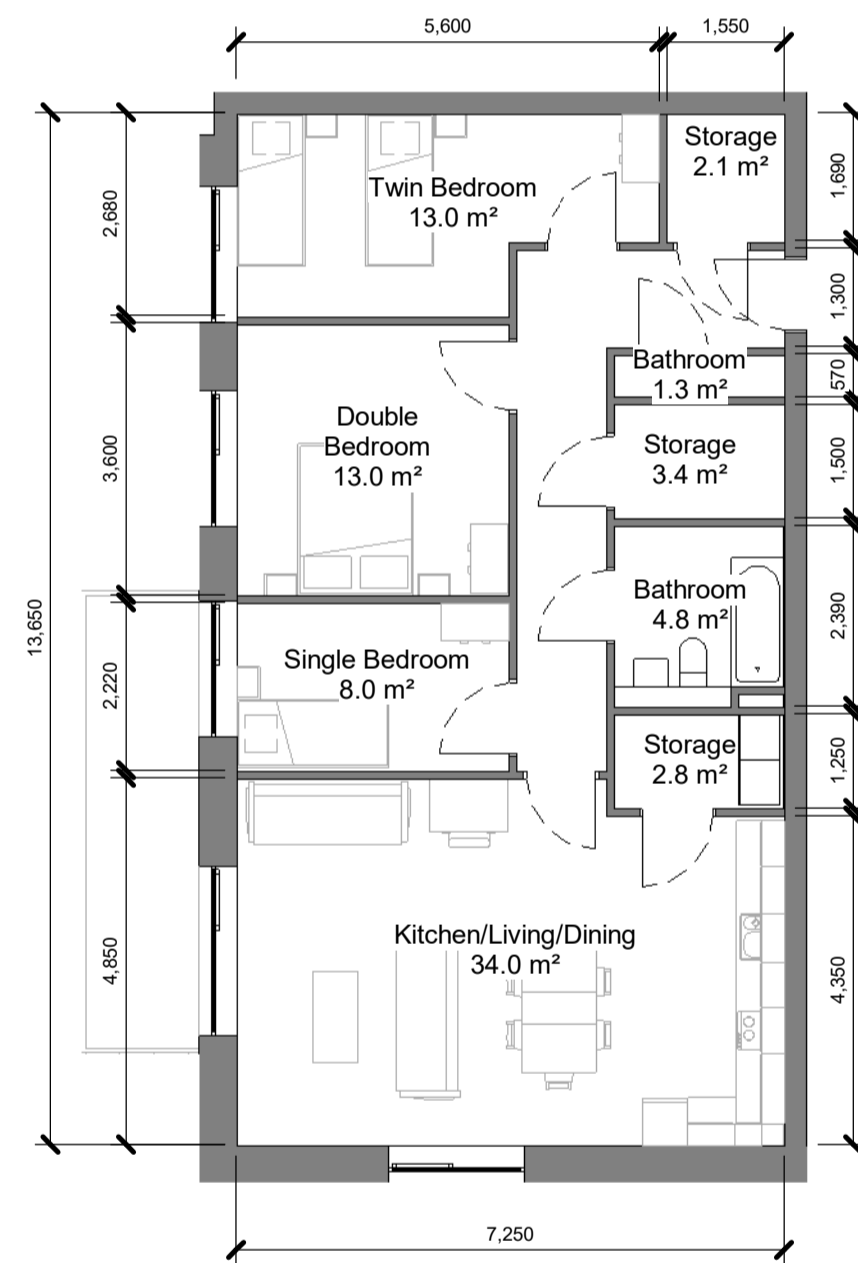 5,600
1,550
Storage
2.1 m²
Twin Bedroom
13.0 m²
2,680
1,690
1,300
Bathroom
1.3 m²
570
Double
Bedroom
13.0 m²
Storage
3.4 m²
3,600
1,500
13,650
Bathroom
4.8 m²
2,390
Single Bedroom
8.0 m²
2,220
Storage
2.8 m²
1,250
Kitchen/Living/Dining
34.0 m²
4,850
4,350
7,250